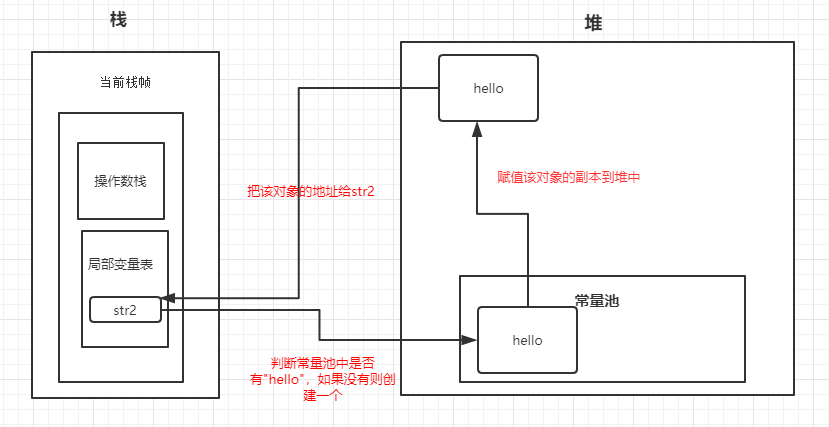 栈
堆
当前栈帧
hello
操作数栈
把该对象的地址给str2
赋值该对象的副本到堆中
局部变量表
str2
常量池
hello
判断常量池中是否
有"hello"，如果没有则创
建一个